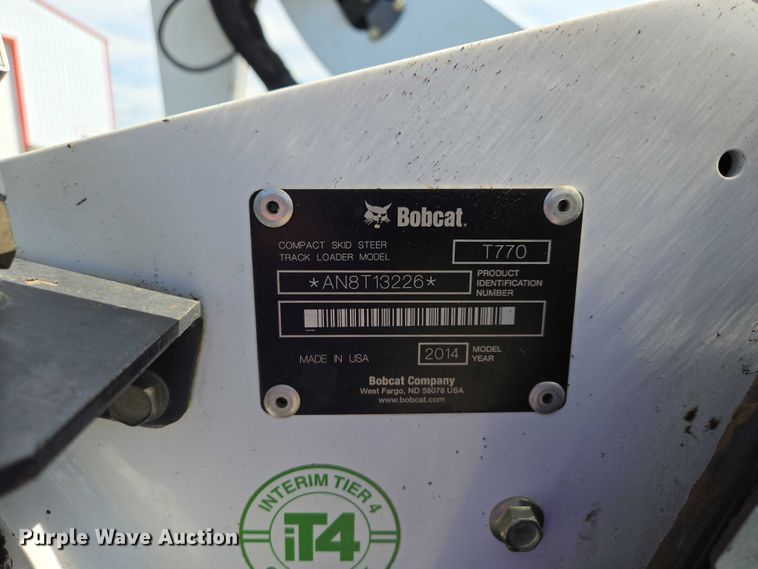 Bobcat.
COMPACT SKID STEER
TRACK LOADER MODEL
T770
*AN8T13226*
PRODUCT
IDENTIFICATION
NUMBER
MADE IN USA
2014
MODEL
YEAR
Bobcat Company
West Fargo, ND 58078 USA
www.bobcat.com
INTERIM TIER 4
iT4
Purple Wave Auction